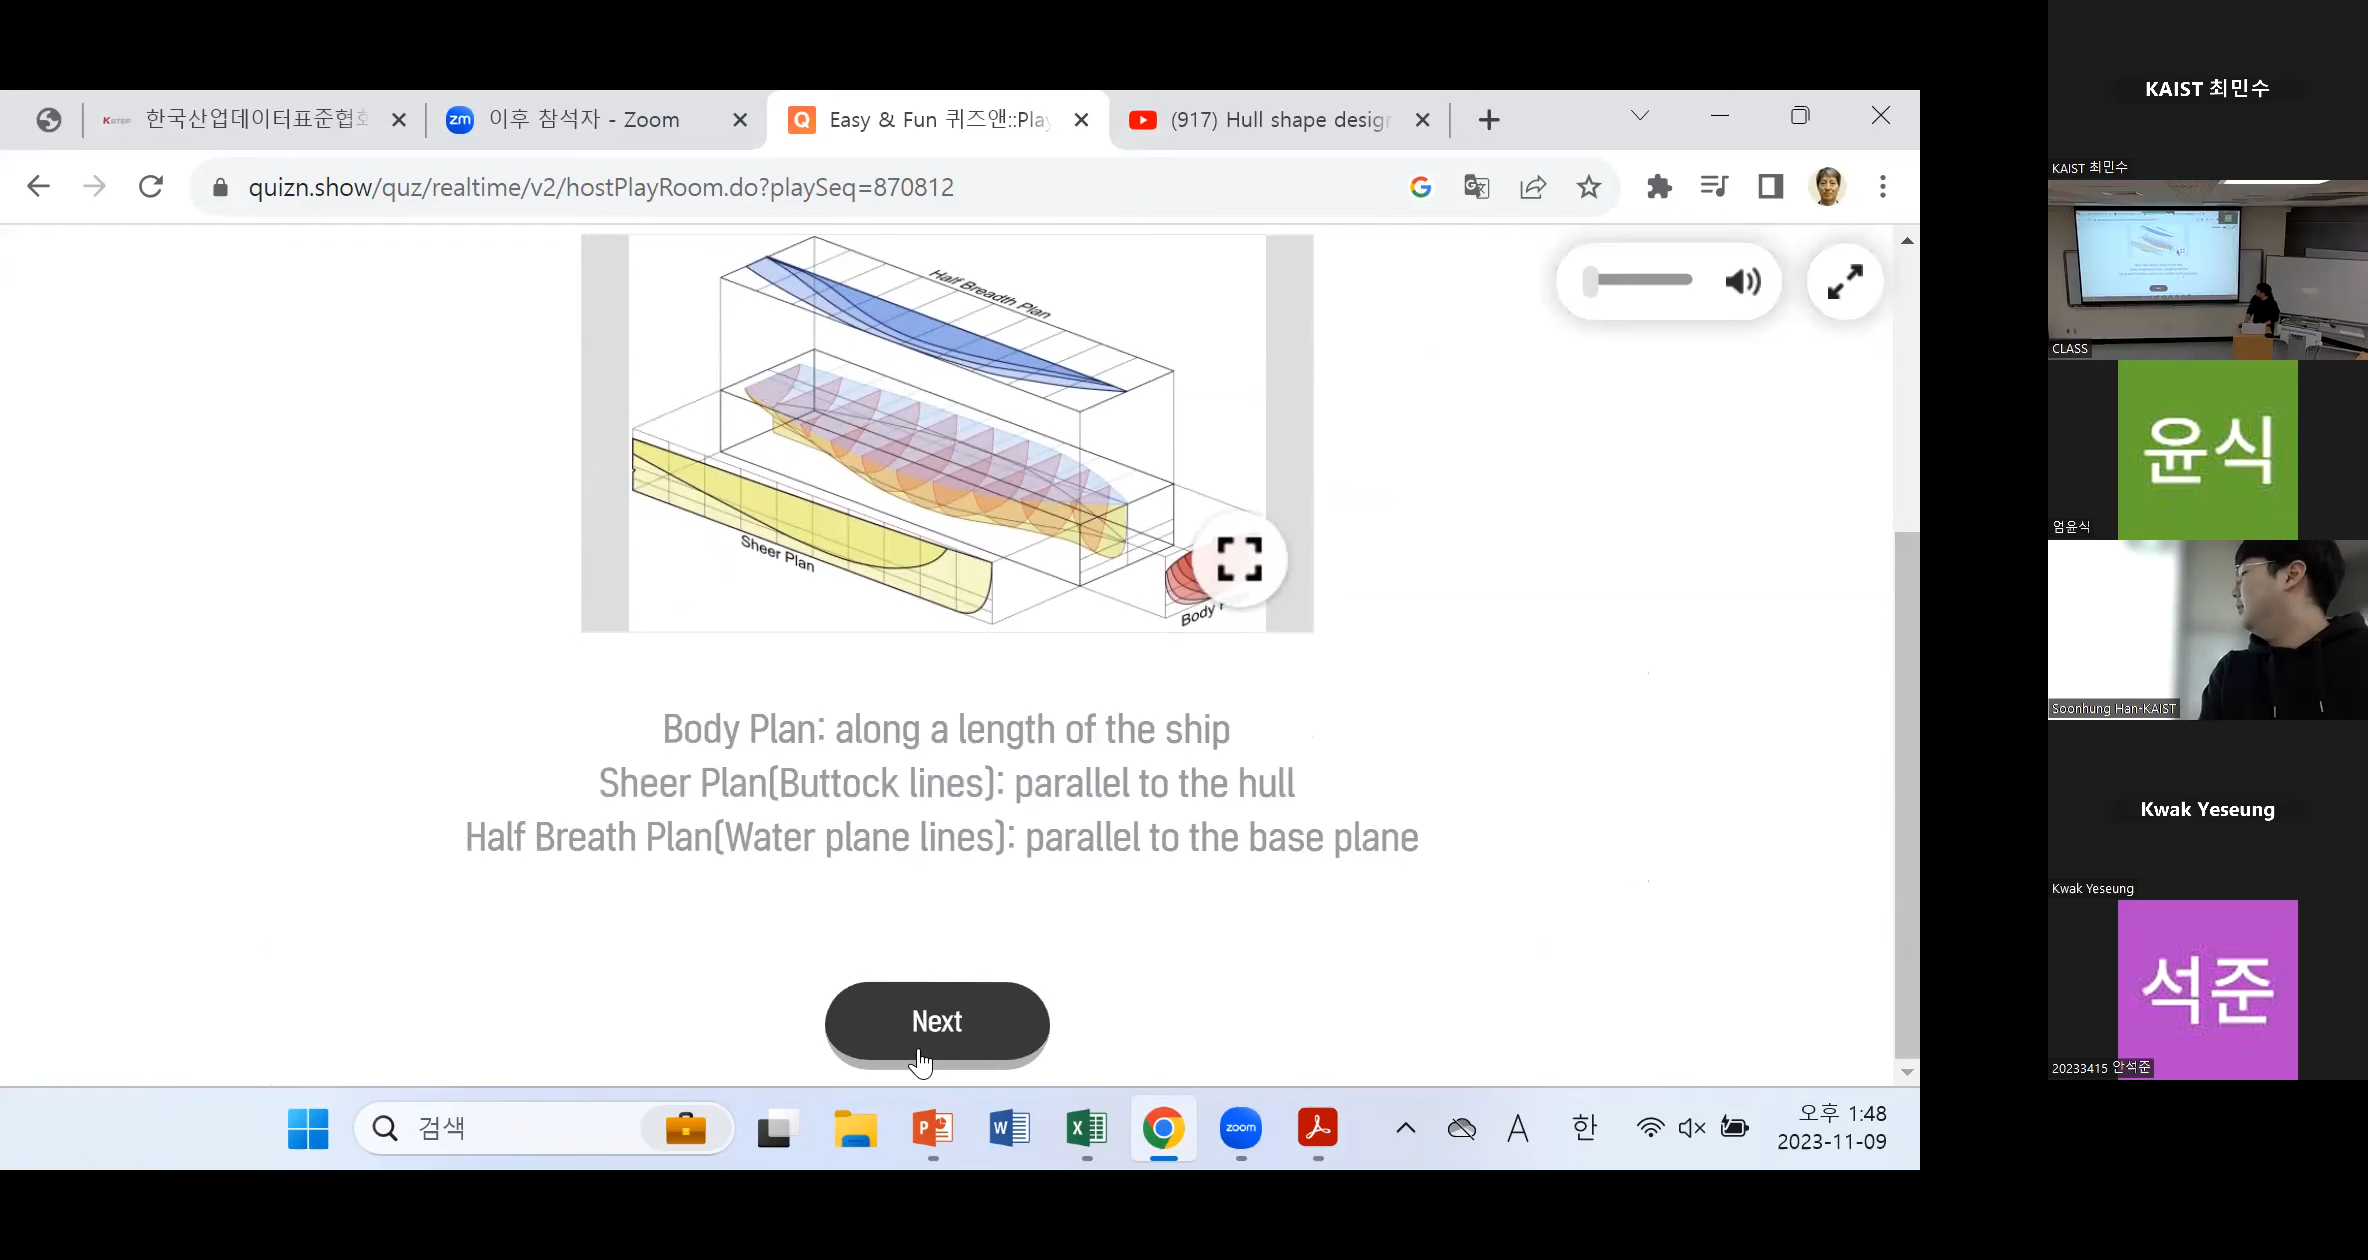 한국산업데이터표준협회
이후 참석자 - Zoom
Easy & Fun 퀴즈앤::Play
(917) Hull shape design
quizn.show/quz/realtime/v2/hostPlayRoom.do?playSeq=870812
Half Breadth Plan
Sheer Plan
Body
Body Plan: along a length of the ship
Sheer Plan(Buttock lines): parallel to the hull
Half Breath Plan(Water plane lines): parallel to the base plane
Next
검색
zoom
A
한
오후 1:48
2023-11-09
KAIST 최민수
KAIST 최민수
CLASS
윤식
엄윤식
Soonhung Han-KAIST
Kwak Yeseung
Kwak Yeseung
석준
20233415 안석준